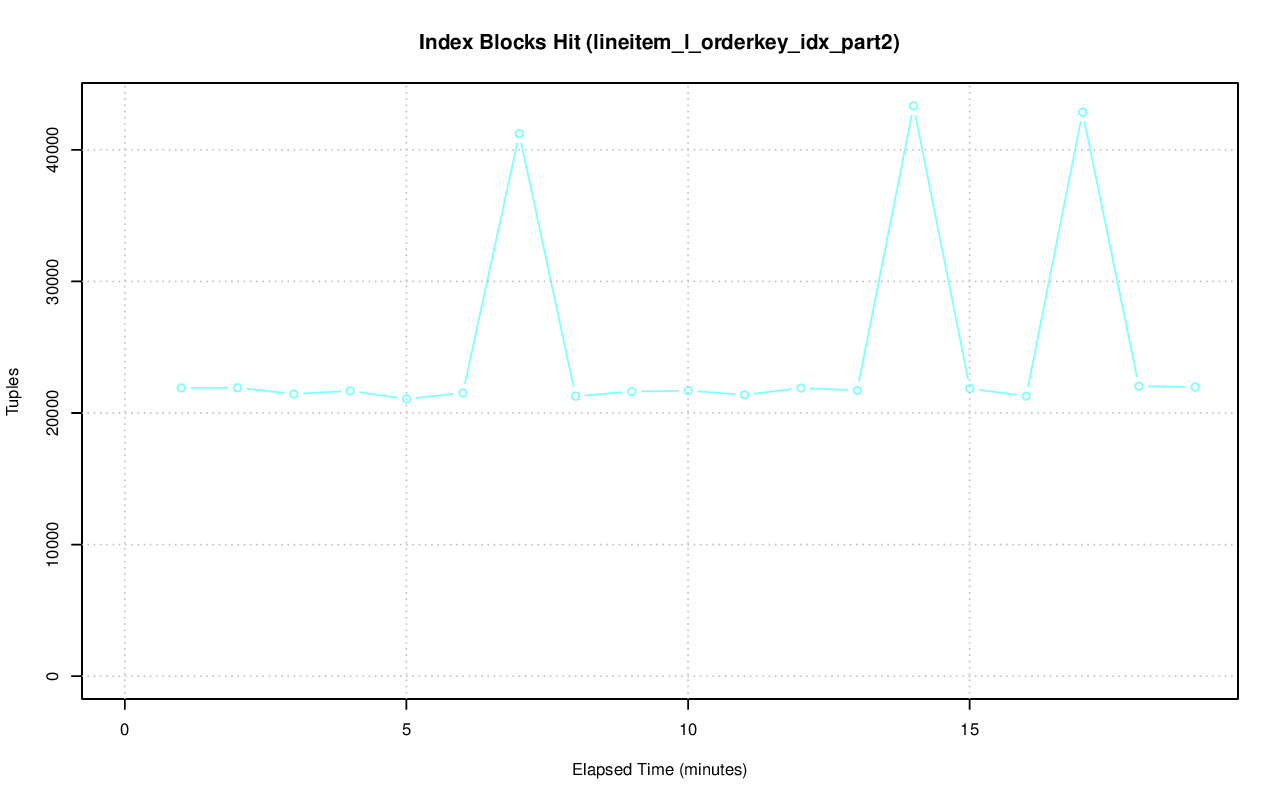 Index Blocks Hit (lineitem_l_orderkey_idx_part2)
Tuples
40000
30000
20000
10000
0
0 5 10 15
Elapsed Time (minutes)